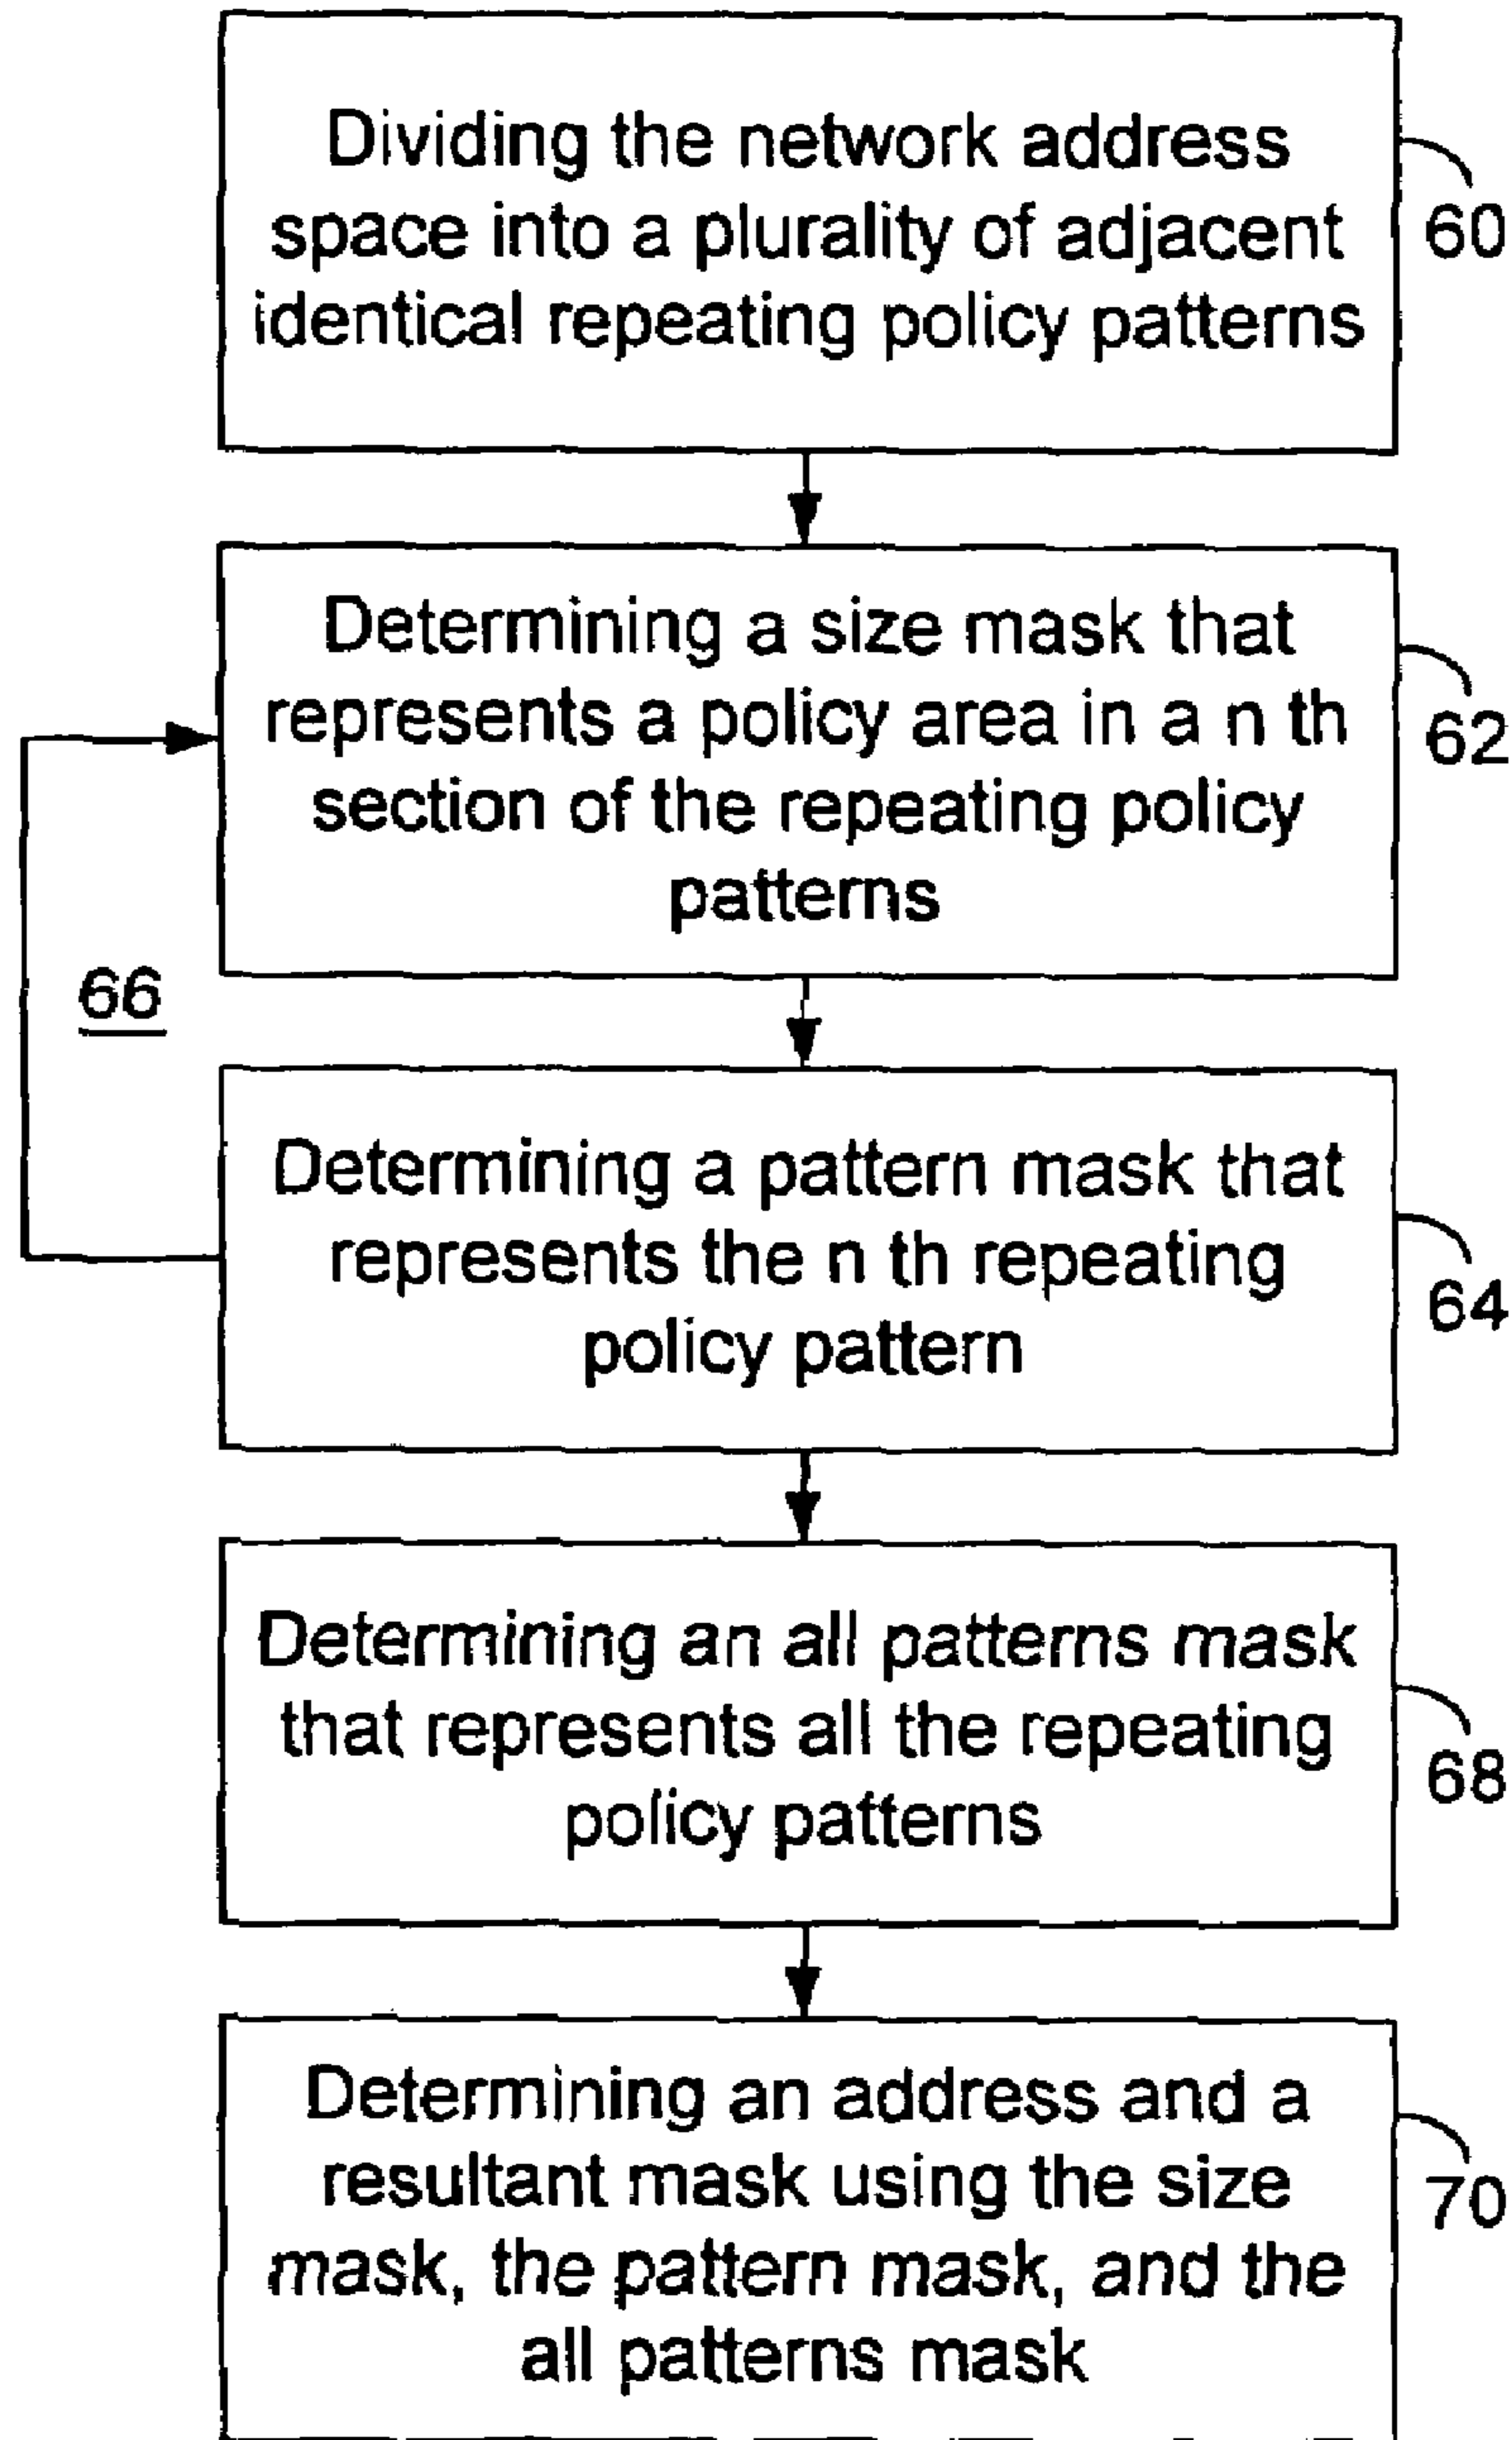 Dividing the network address
space into a plurality of adjacent
identical repeating policy patterns
60
Determining a size mask that
represents a policy area in a n th
section of the repeating policy
patterns
62
66
Determining a pattern mask that
represents the n th repeating
policy pattern
64
Determining an all patterns mask
that represents all the repeating
policy patterns
68
Determining an address and a
resultant mask using the size
mask, the pattern mask, and the
all patterns mask
70